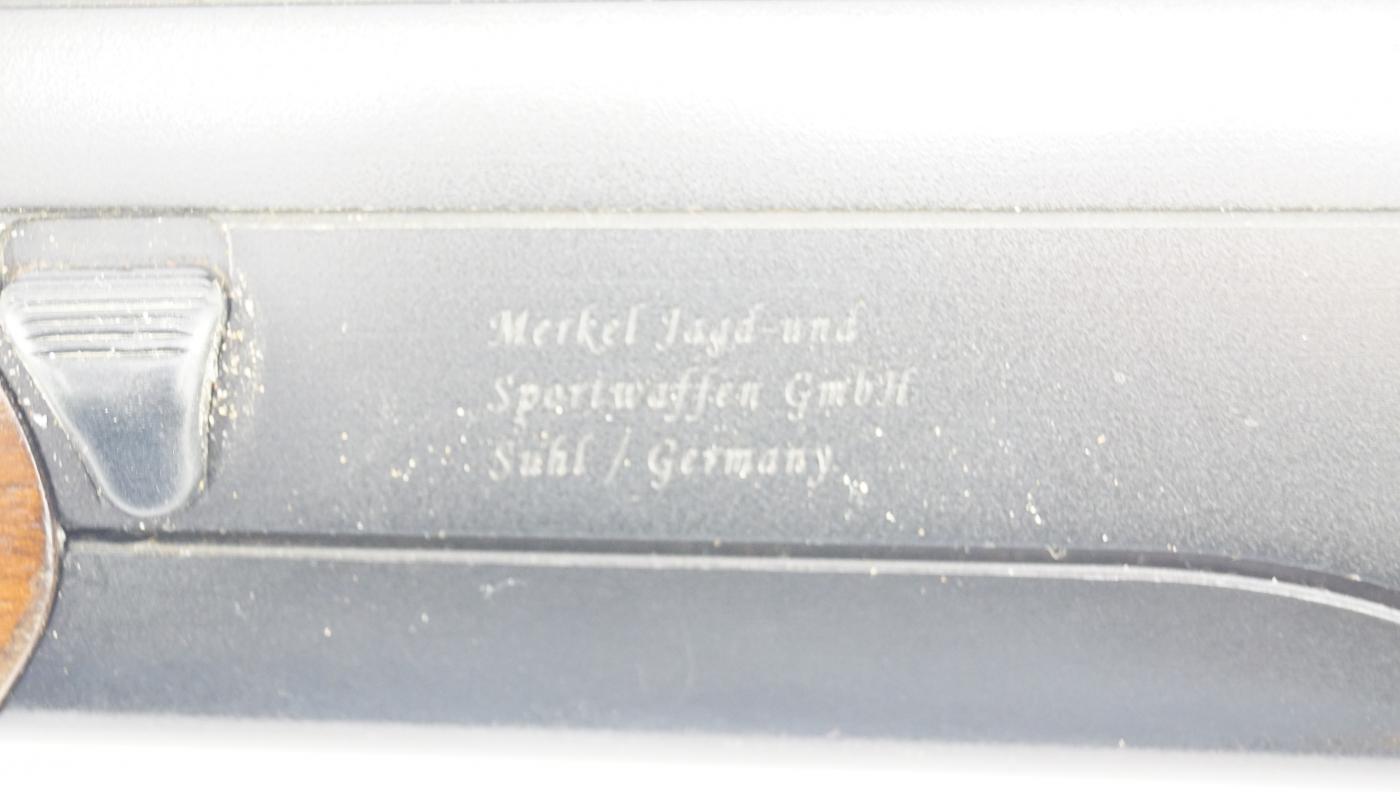 Merkel Jagd-und
Sportwaffen GmbH
Suhl / Germany